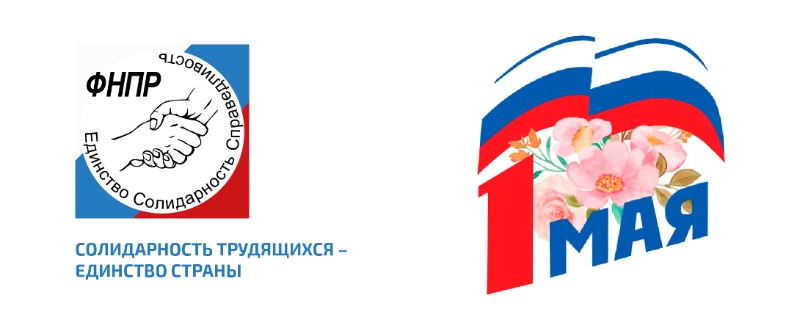 ФНПР
Единство Солидарность Справедливость
СОЛИДАРНОСТЬ ТРУДЯЩИХСЯ –
ЕДИНСТВО СТРАНЫ
1 МАЯ